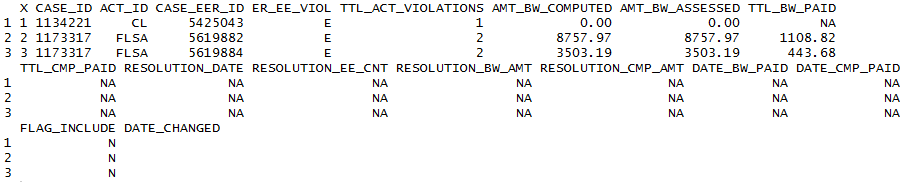 X CASE_ID ACT_ID CASE_EER_ID ER_EE_VIOL TTL_ACT_VIOLATIONS AMT_BW_COMPUTED AMT_BW_ASSESSED TTL_BW_PAID
1 1 1134221 CL 5425043 E 1 0.00 0.00 NA
2 2 1173317 FLSA 5619882 E 2 8757.97 8757.97 1108.82
3 3 1173317 FLSA 5619884 E 2 3503.19 3503.19 443.68
TTL_CMP_PAID RESOLUTION_DATE RESOLUTION_EE_CNT RESOLUTION_BW_AMT RESOLUTION_CMP_AMT DATE_BW_PAID DATE_CMP_PAID
1 NA NA NA NA NA NA NA
2 NA NA NA NA NA NA NA
3 NA NA NA NA NA NA NA
FLAG_INCLUDE DATE_CHANGED
1 N
2 N
3 N